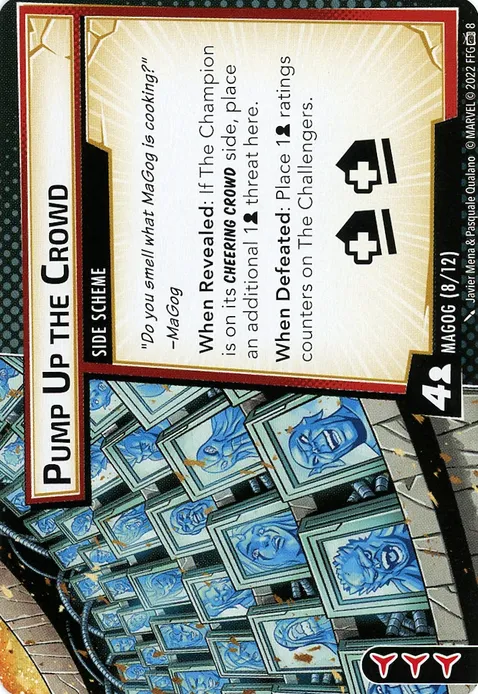 PUMP UP THE CROWD
SIDE SCHEME
"Do you smell what MaGog is cooking?"
–MaGog
When Revealed: If The Champion
is on its CHEERING CROWD side, place
an additional 1 threat here.
When Defeated: Place 1 ratings
counters on The Challengers.
4
MAGOG (8/12)
Javier Mena & Pasquale Qualano © MARVEL © 2022 FFG 8